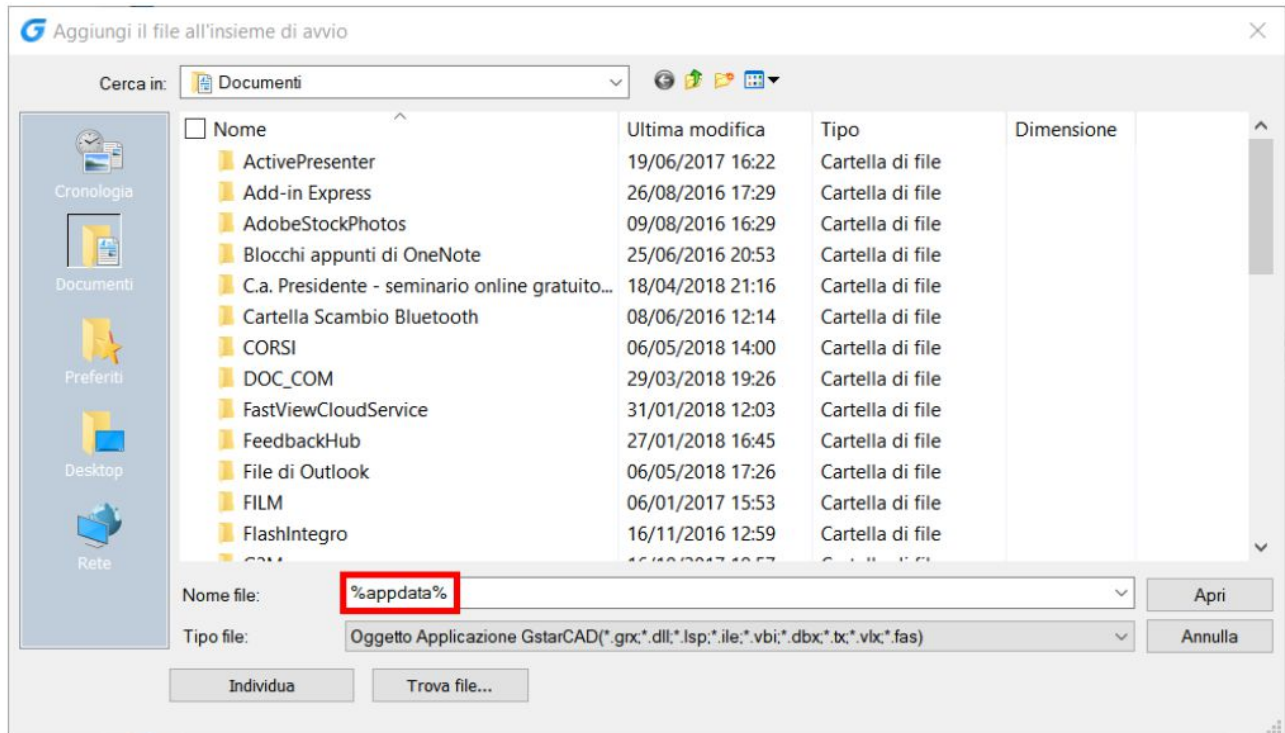 Aggiungi il file all'insieme di avvio
Cerca in: Documenti
Nome Ultima modifica Tipo Dimensione
ActivePresenter 19/06/2017 16:22 Cartella di file
Add-in Express 26/08/2016 17:29 Cartella di file
AdobeStockPhotos 09/08/2016 16:29 Cartella di file
Blocchi appunti di OneNote 25/06/2016 20:53 Cartella di file
C.a. Presidente - seminario online gratuito... 18/04/2018 21:16 Cartella di file
Cartella Scambio Bluetooth 08/06/2016 12:14 Cartella di file
CORSI 06/05/2018 14:00 Cartella di file
DOC_COM 29/03/2018 19:26 Cartella di file
FastViewCloudService 31/01/2018 12:03 Cartella di file
FeedbackHub 27/01/2018 16:45 Cartella di file
File di Outlook 06/05/2018 17:26 Cartella di file
FILM 06/01/2017 15:53 Cartella di file
FlashIntegro 16/11/2016 12:59 Cartella di file
Cronologia
Documenti
Preferiti
Desktop
Rete
Nome file: %appdata% Apri
Tipo file: Oggetto Applicazione GstarCAD(*.grx;*.dll;*.lsp;*.ile;*.vbi;*.dbx;*.tx;*.vlx;*.fas) Annulla
Individua Trova file...